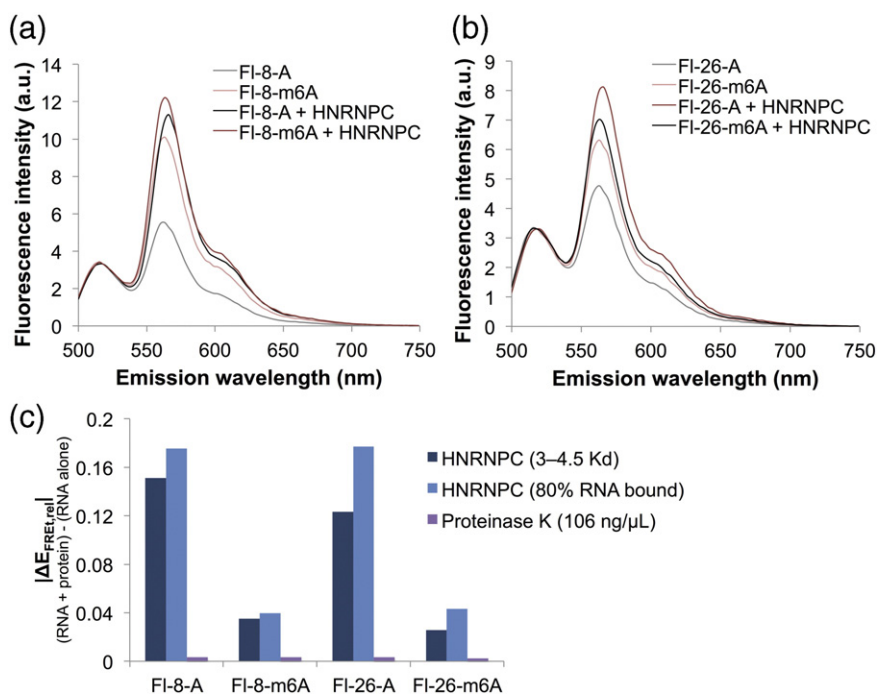 (a)
Fluorescence intensity (a.u.)
14
12
10
8
6
4
2
0
Fl-8-A
Fl-8-m6A
Fl-8-A + HNRNPC
Fl-8-m6A + HNRNPC
500 550 600 650 700 750
Emission wavelength (nm)
(b)
Fluorescence intensity (a.u.)
9
8
7
6
5
4
3
2
1
0
Fl-26-A
Fl-26-m6A
Fl-26-A + HNRNPC
Fl-26-m6A + HNRNPC
500 550 600 650 700 750
Emission wavelength (nm)
(c)
|ΔEFREt,rel|
(RNA + protein) - (RNA alone)
0.2
0.16
0.12
0.08
0.04
0
HNRNPC (3–4.5 Kd)
HNRNPC (80% RNA bound)
Proteinase K (106 ng/µL)
Fl-8-A Fl-8-m6A Fl-26-A Fl-26-m6A